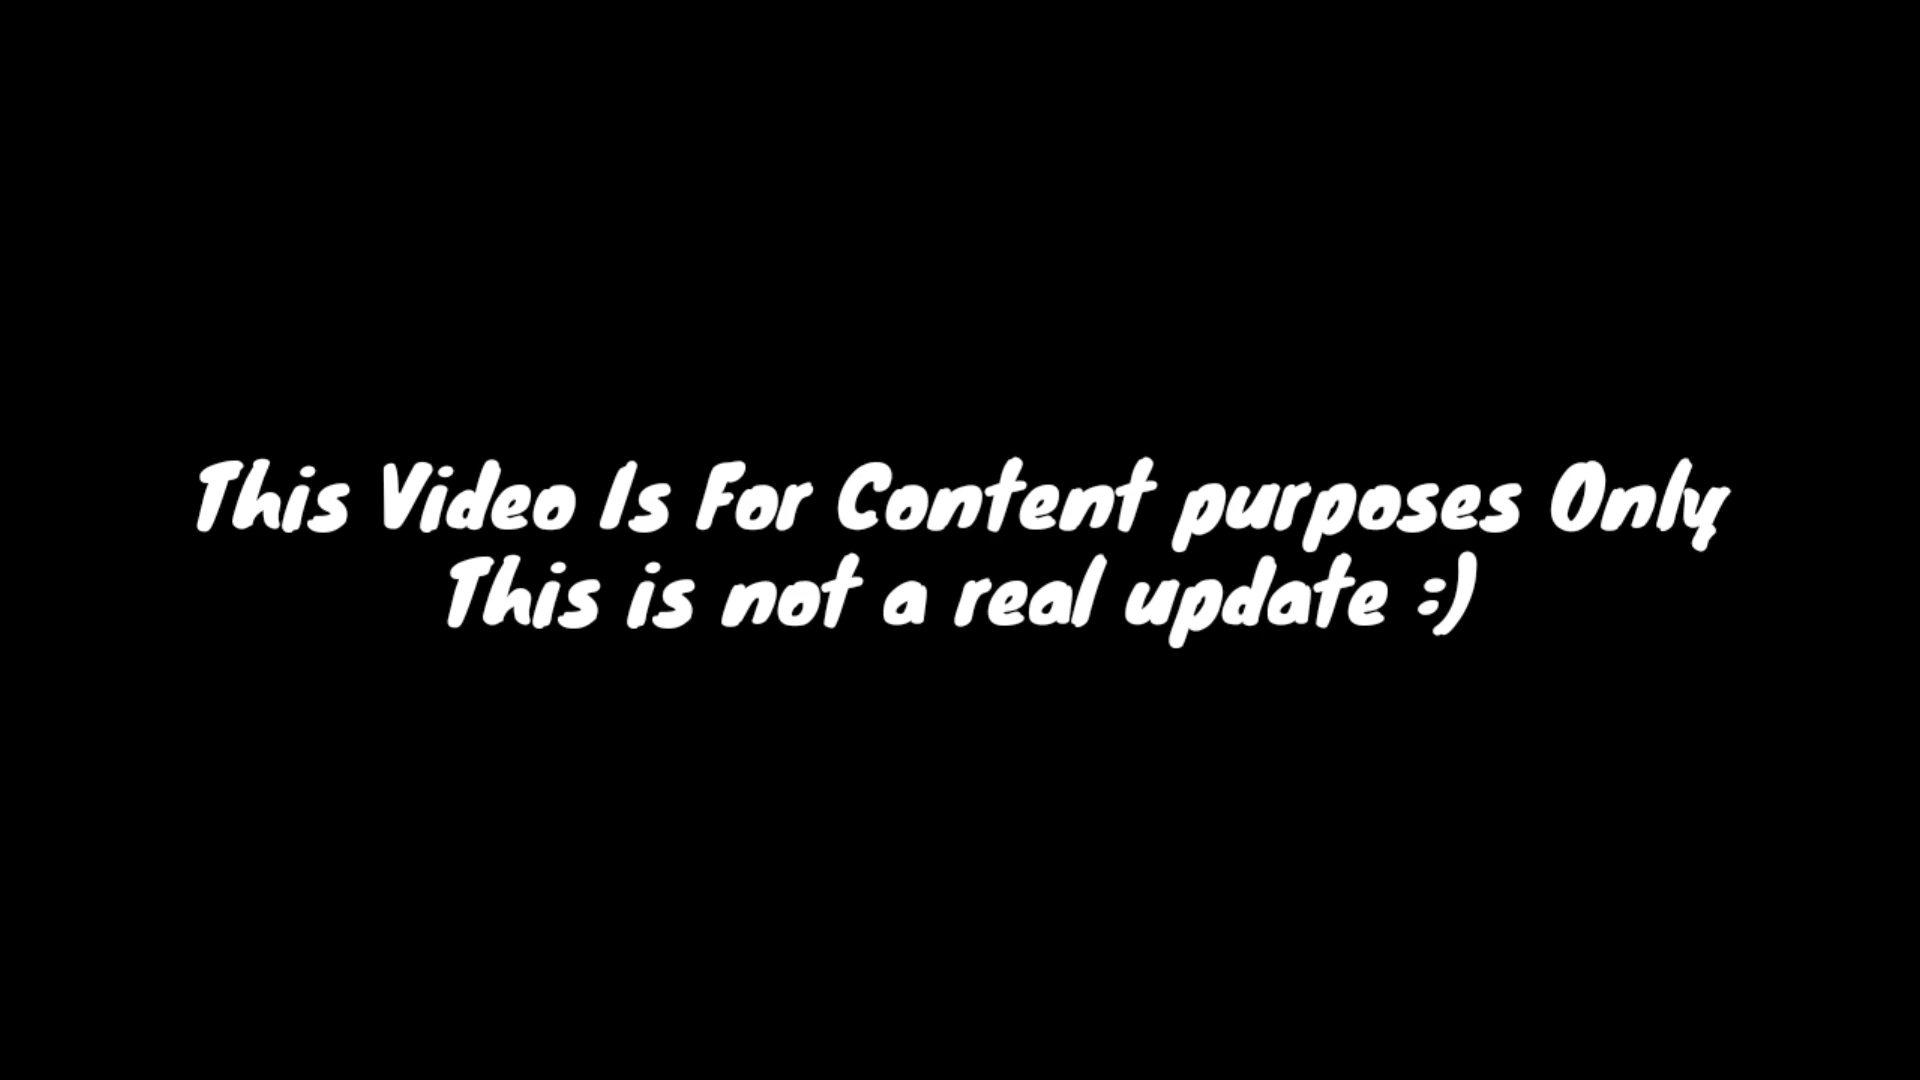 This Video Is For Content purposes Only
This is not a real update :)